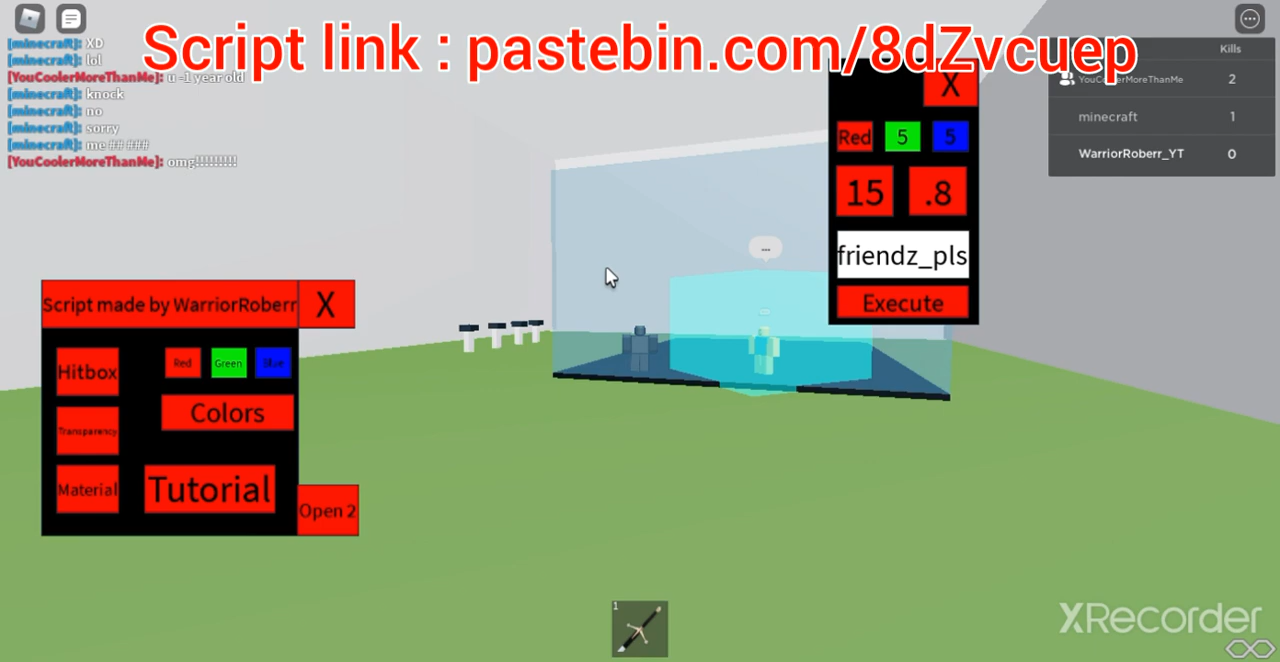 Script link : pastebin.com/8dZvcuep
[minecraft]: XD
[minecraft]: lol
[YouCoolerMoreThanMe]: u -1 year old
[minecraft]: knock
[minecraft]: no
[minecraft]: sorry
[minecraft]: me ## ###
[YouCoolerMoreThanMe]: omg!!!!!!!!!
Kills
YouCoolerMoreThanMe 2
minecraft 1
WarriorRoberr_YT 0
X
Red 5 5
15 .8
friendz_pls
Execute
...
Script made by WarriorRoberr X
Hitbox Red Green Blue
Colors
Transparency
Material Tutorial
Open 2
1
XRecorder